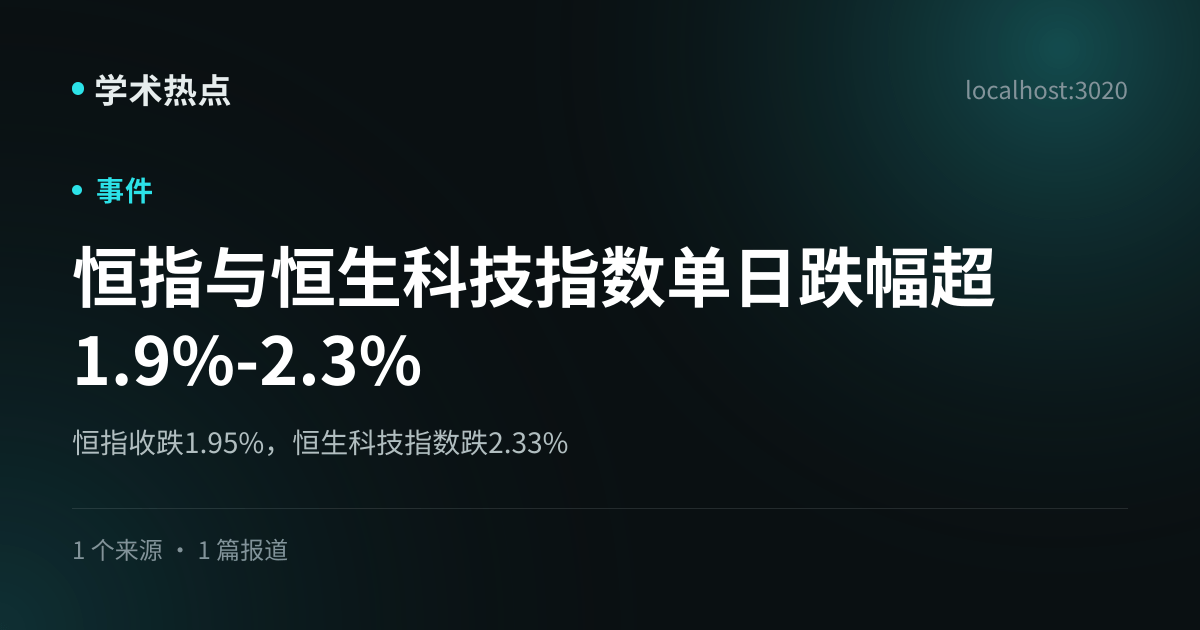 学术热点
localhost:3020
事件
恒指与恒生科技指数单日跌幅超
1.9%-2.3%
恒指收跌1.95%，恒生科技指数跌2.33%
1 个来源 · 1 篇报道